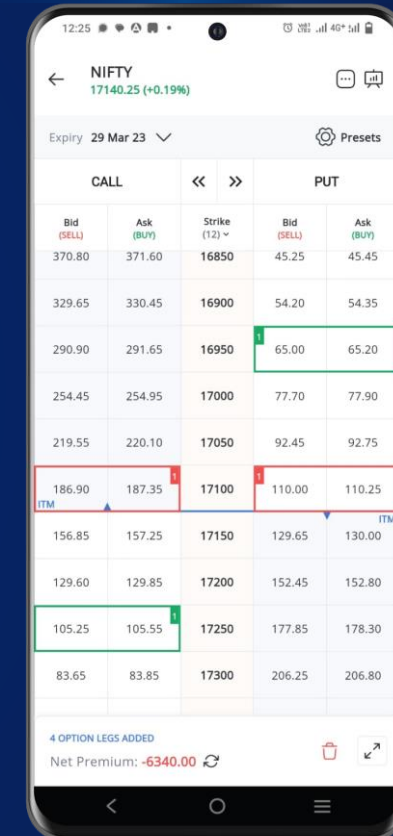 12:25
4G+
NIFTY
17140.25 (+0.19%)
Expiry 29 Mar 23 Presets
CALL PUT
Bid Ask Strike Bid Ask
(SELL) (BUY) (12) (SELL) (BUY)
370.80 371.60 16850 45.25 45.45
329.65 330.45 16900 54.20 54.35
290.90 291.65 16950 1 65.00 65.20
254.45 254.95 17000 77.70 77.90
219.55 220.10 17050 92.45 92.75
186.90 187.35 1 17100 1 110.00 110.25
ITM ITM
156.85 157.25 17150 129.65 130.00
129.60 129.85 17200 152.45 152.80
105.25 105.55 1 17250 177.85 178.30
83.65 83.85 17300 206.25 206.80
4 OPTION LEGS ADDED
Net Premium: -6340.00